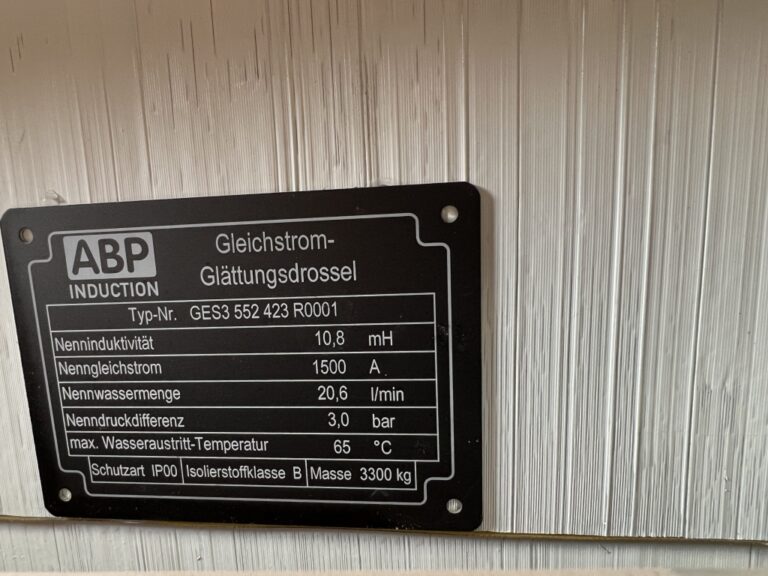 ABP
INDUCTION
Gleichstrom-
Glättungsdrossel
Typ-Nr. GES3 552 423 R0001
Nenninduktivität 10,8 mH
Nenngleichstrom 1500 A
Nennwassermenge 20,6 l/min
Nenndruckdifferenz 3,0 bar
max. Wasseraustritt-Temperatur 65 °C
Schutzart IP00 Isolierstoffklasse B Masse 3300 kg